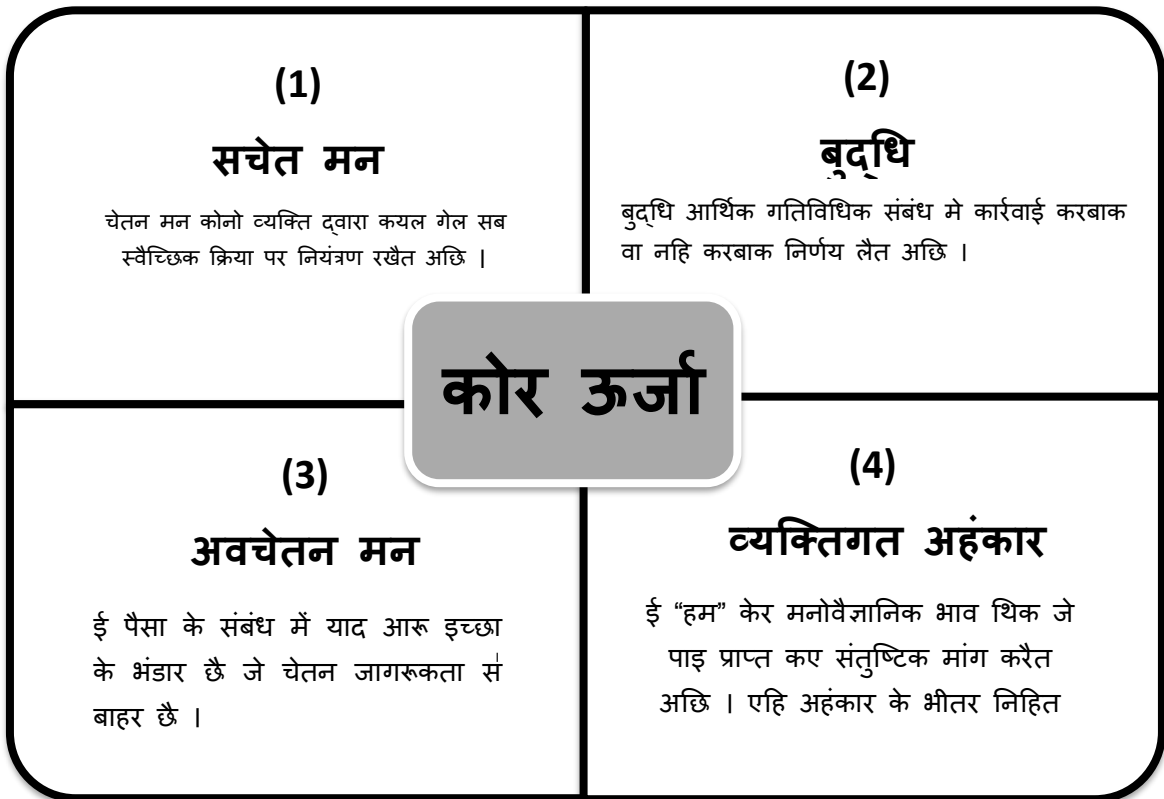 (1)
सचेत मन
चेतन मन कोनो व्यक्ति द्वारा कयल गेल सब
स्वैच्छिक क्रिया पर नियंत्रण रखैत अछि ।
(2)
बुद्धि
बुद्धि आर्थिक गतिविधिक संबंध मे कार्रवाई करबाक
वा नहि करबाक निर्णय लैत अछि ।
कोर ऊर्जा
(3)
अवचेतन मन
ई पैसा के संबंध में याद आरू इच्छा
के भंडार छै जे चेतन जागरूकता सं॑
बाहर छै ।
(4)
व्यक्तिगत अहंकार
ई “हम” केर मनोवैज्ञानिक भाव थिक जे
पाइ प्राप्त कए संतुष्टिक मांग करैत
अछि । एहि अहंकार के भीतर निहित